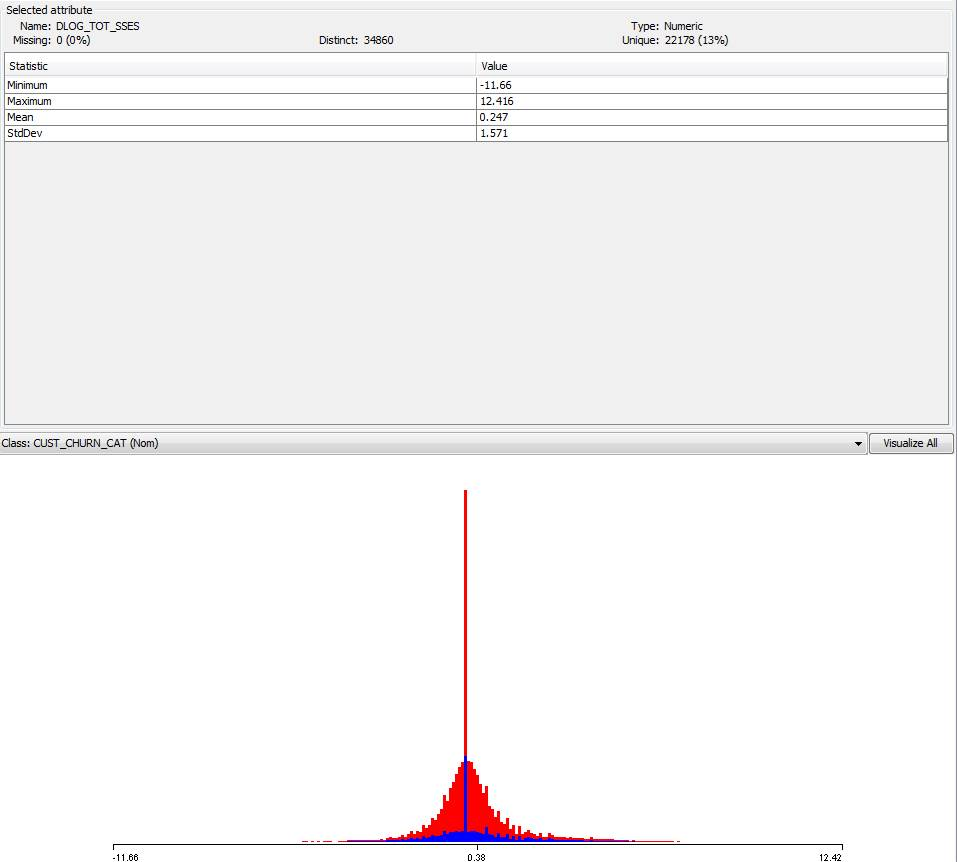 Selected attribute
Name: DLOG_TOT_SSES Type: Numeric
Missing: 0 (0%) Distinct: 34860 Unique: 22178 (13%)
Statistic Value
Minimum -11.66
Maximum 12.416
Mean 0.247
StdDev 1.571
Class: CUST_CHURN_CAT (Nom) Visualize All
-11.66 0.38 12.42